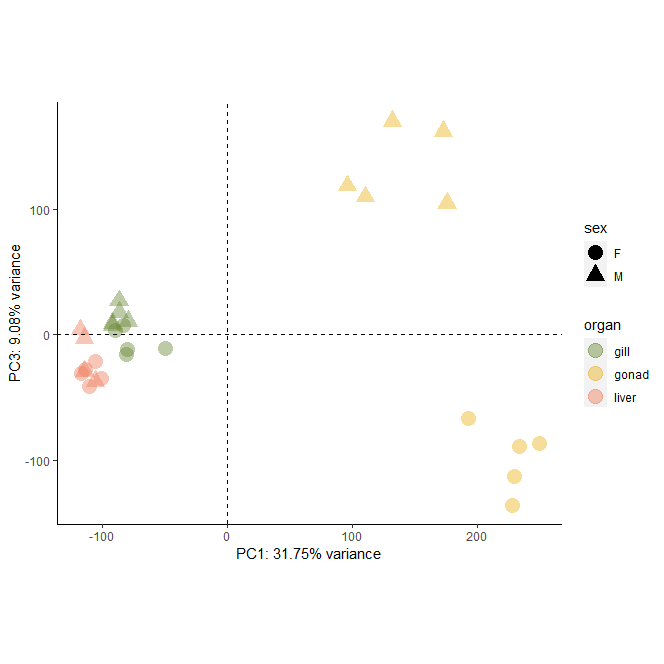 100
0
-100
PC3: 9.08% variance
-100
0
100
200
PC1: 31.75% variance
sex
F
M
organ
gill
gonad
liver